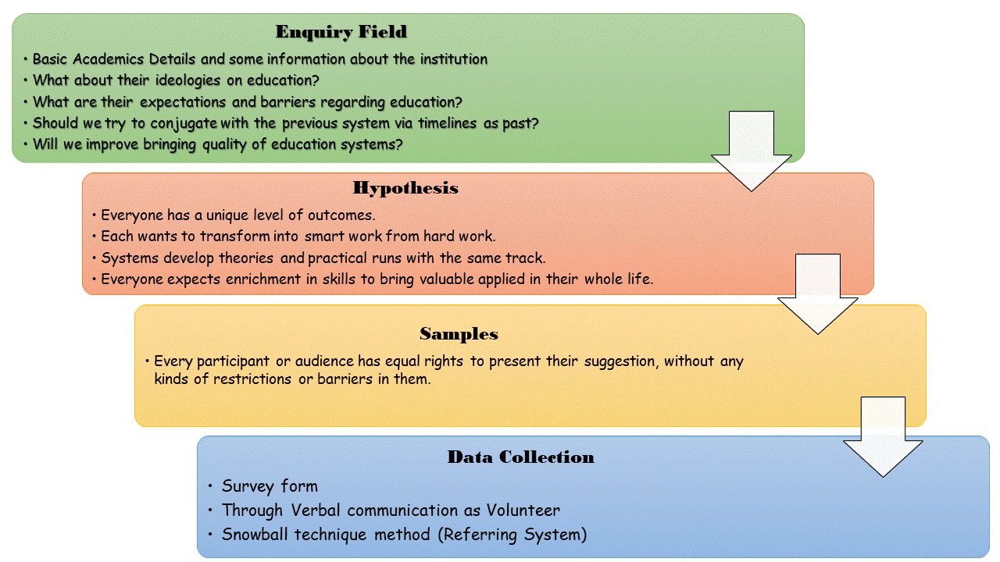 Enquiry Field
• Basic Academics Details and some information about the institution
• What about their ideologies on education?
• What are their expectations and barriers regarding education?
• Should we try to conjugate with the previous system via timelines as past?
• Will we improve bringing quality of education systems?
Hypothesis
• Everyone has a unique level of outcomes.
• Each wants to transform into smart work from hard work.
• Systems develop theories and practical runs with the same track.
• Everyone expects enrichment in skills to bring valuable applied in their whole life.
Samples
• Every participant or audience has equal rights to present their suggestion, without any
kinds of restrictions or barriers in them.
Data Collection
• Survey form
• Through Verbal communication as Volunteer
• Snowball technique method (Referring System)